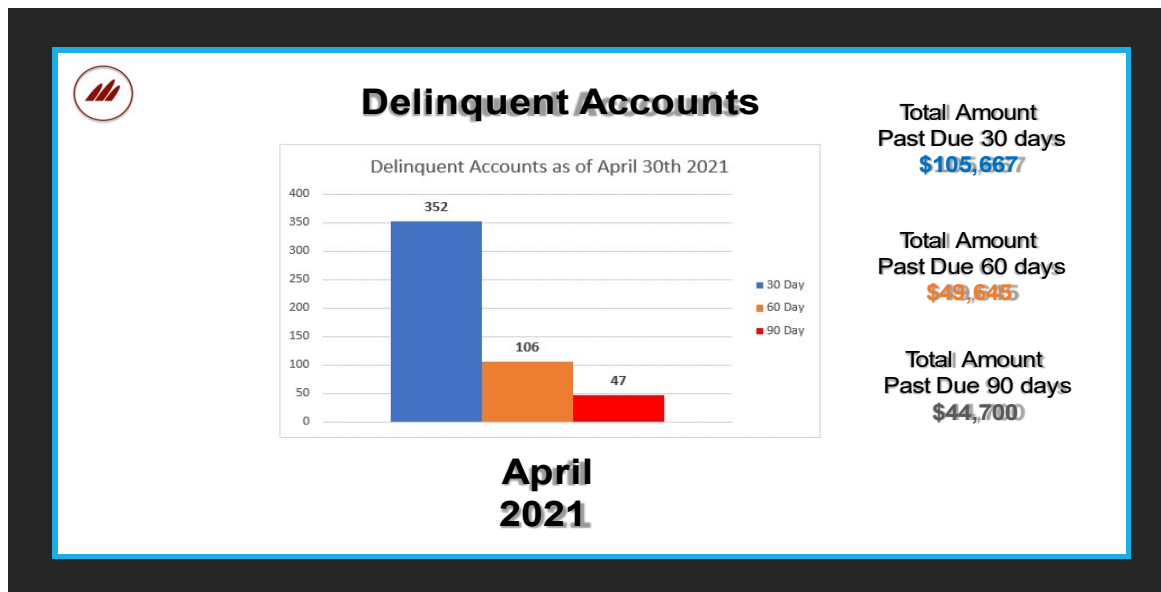 Delinquent Accounts
Delinquent Accounts as of April 30th 2021
400
350
300
250
200
150
100
50
0
352
106
47
30 Day
60 Day
90 Day
April
2021
Total Amount
Past Due 30 days
$105,667
Total Amount
Past Due 60 days
$49,645
Total Amount
Past Due 90 days
$44,700